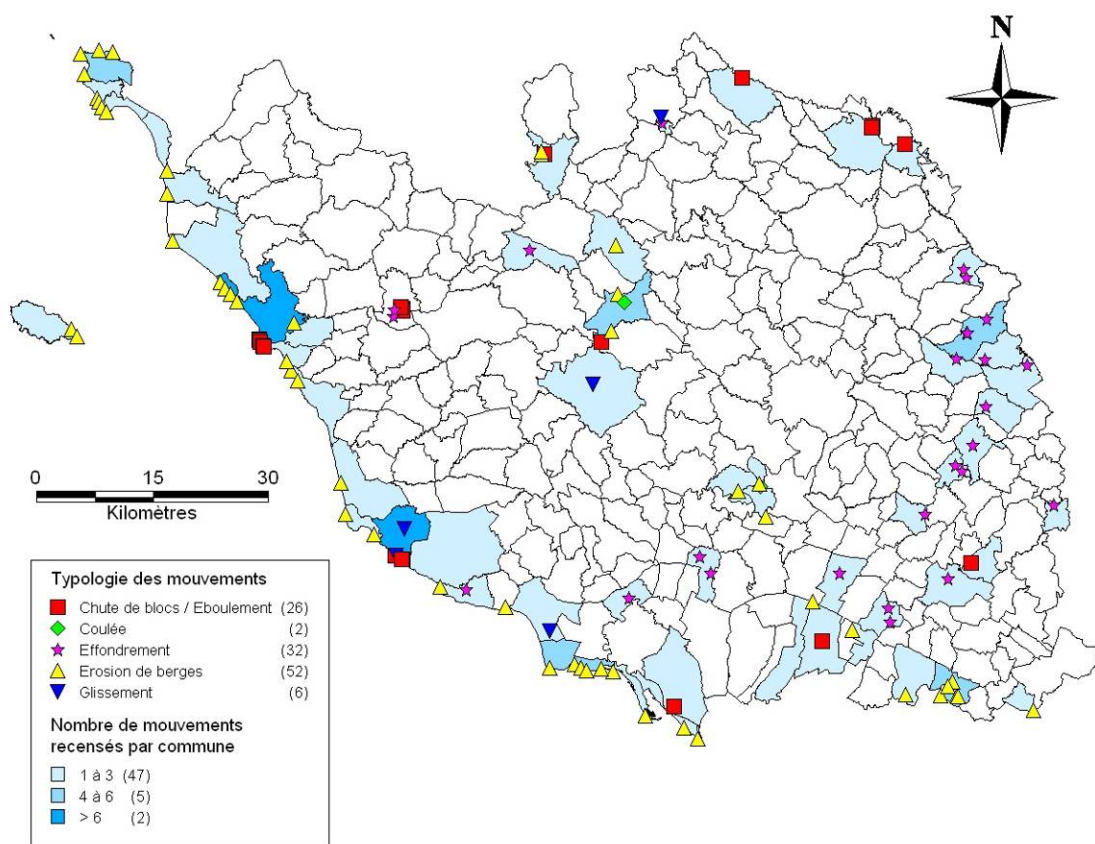 N
0 15 30
Kilomètres
Typologie des mouvements
Chute de blocs / Eboulement (26)
Coulée (2)
Effondrement (32)
Erosion de berges (52)
Glissement (6)
Nombre de mouvements
recensés par commune
1 à 3 (47)
4 à 6 (5)
> 6 (2)